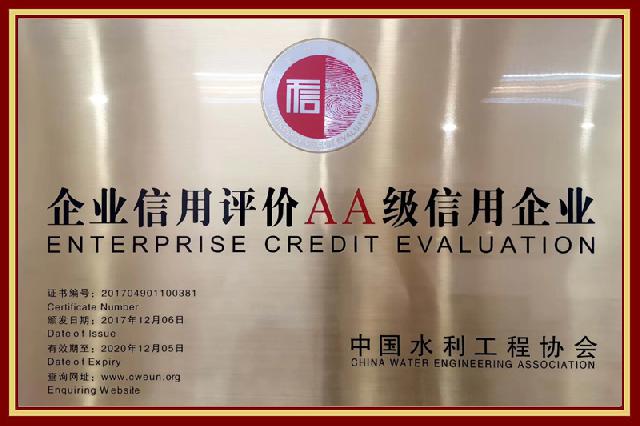 信
企业信用评价AA级信用企业
ENTERPRISE CREDIT EVALUATION
证书编号：201704901100381
Certificate Number
颁发日期：2017年12月06日
Date of Issue
有效期至：2020年12月05日
Date of Expiry
查询网址：www.cweun.org
Enquiring Website
中国水利工程协会
CHINA WATER ENGINEERING ASSOCIATION